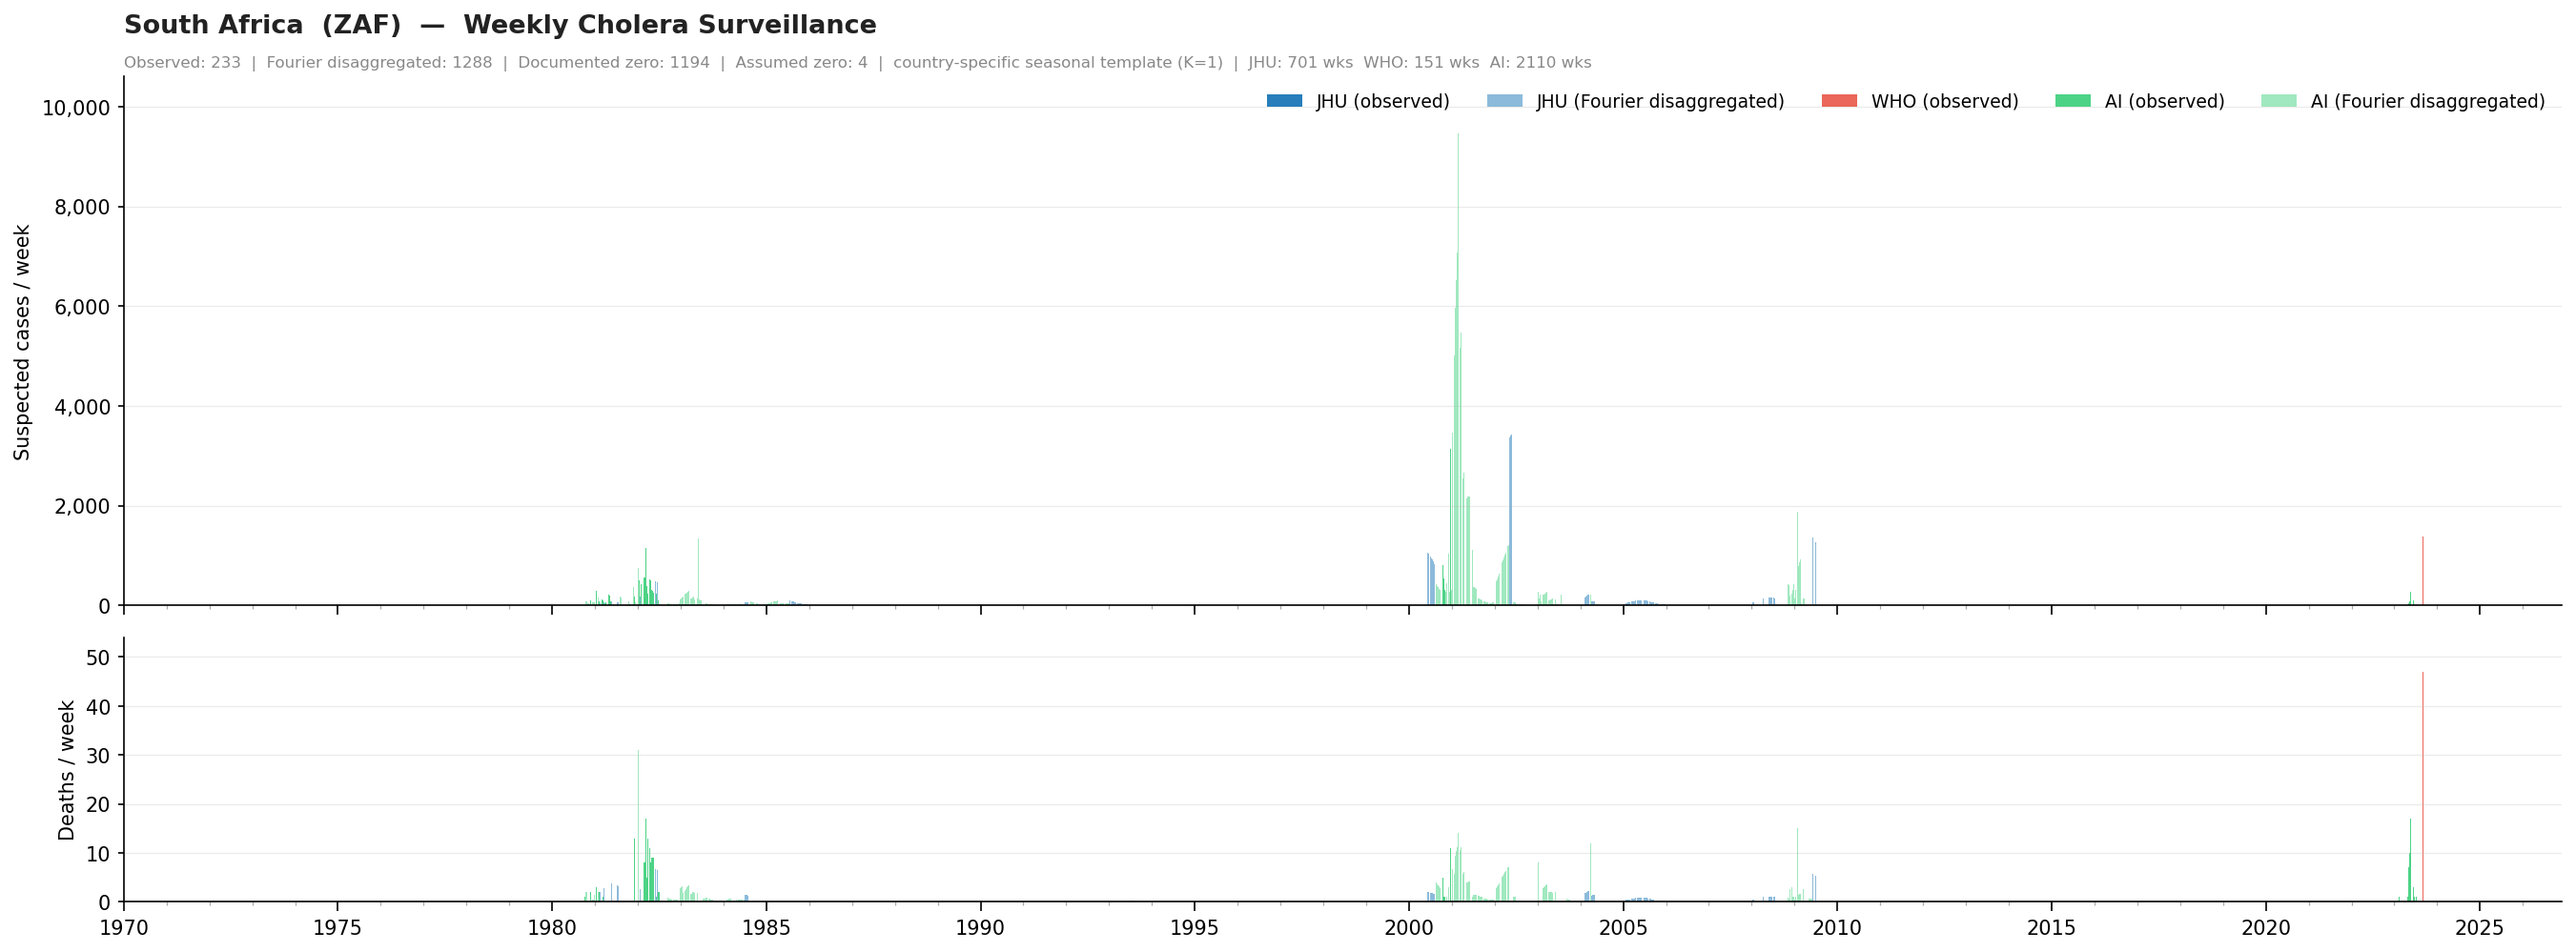 South Africa  (ZAF)  —  Weekly Cholera Surveillance
Observed: 233  |  Fourier disaggregated: 1288  |  Documented zero: 1194  |  Assumed zero: 4  |  country-specific seasonal template (K=1)  |  JHU: 701 wks  WHO: 151 wks  AI: 2110 wks
JHU (observed)  JHU (Fourier disaggregated)  WHO (observed)  AI (observed)  AI (Fourier disaggregated)
Suspected cases / week
10,000
8,000
6,000
4,000
2,000
0
Deaths / week
50
40
30
20
10
0
1970  1975  1980  1985  1990  1995  2000  2005  2010  2015  2020  2025